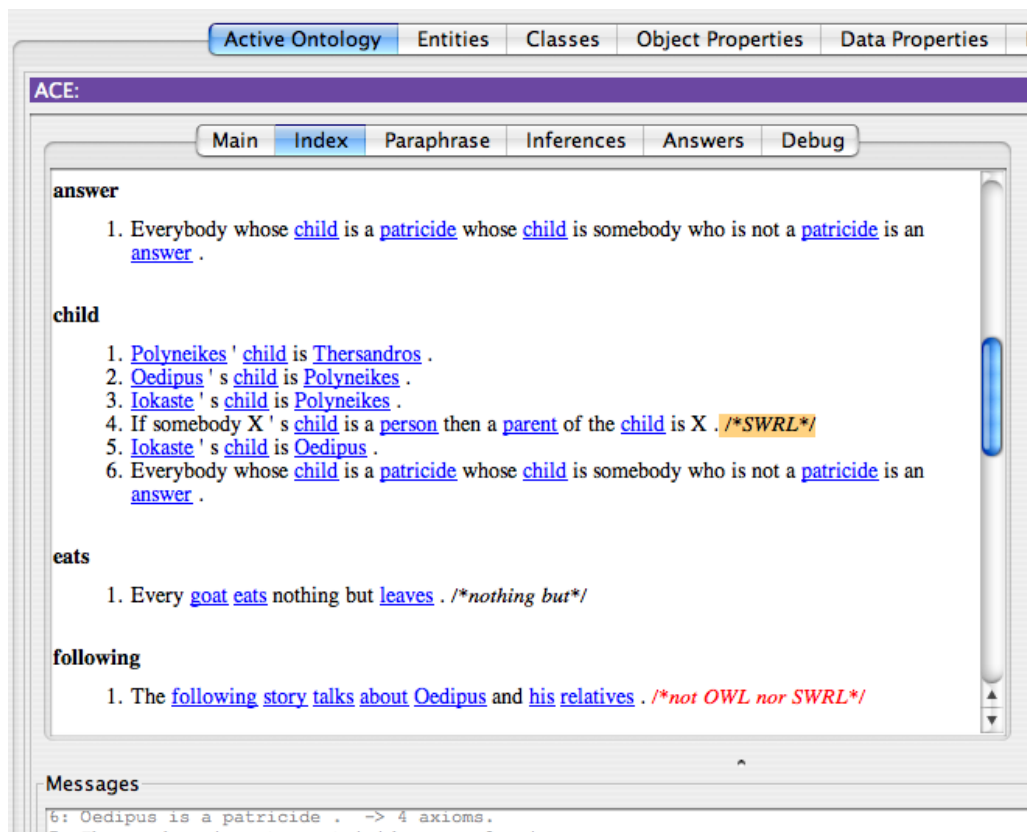 Active Ontology Entities Classes Object Properties Data Properties
ACE:
Main Index Paraphrase Inferences Answers Debug
answer
1. Everybody whose child is a patricide whose child is somebody who is not a patricide is an
answer .
child
1. Polyneikes ' child is Thersandros .
2. Oedipus ' s child is Polyneikes .
3. Iokaste ' s child is Polyneikes .
4. If somebody X ' s child is a person then a parent of the child is X . /*SWRL*/
5. Iokaste ' s child is Oedipus .
6. Everybody whose child is a patricide whose child is somebody who is not a patricide is an
answer .
eats
1. Every goat eats nothing but leaves . /*nothing but*/
following
1. The following story talks about Oedipus and his relatives . /*not OWL nor SWRL*/
Messages
6: Oedipus is a patricide . -> 4 axioms.